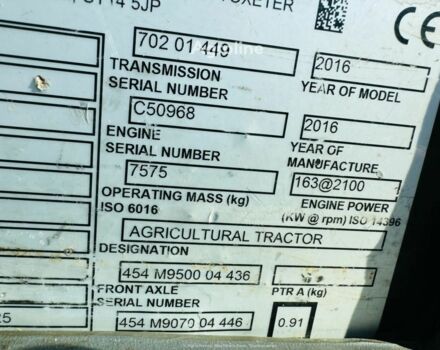 14 5JP
702 01 449
TRANSMISSION
SERIAL NUMBER
2016
YEAR OF MODEL
C50968
ENGINE
SERIAL NUMBER
2016
YEAR OF
MANUFACTURE
7575
OPERATING MASS (kg)
ISO 6016
163@2100
ENGINE POWER
(KW @ rpm) ISO 14396
AGRICULTURAL TRACTOR
DESIGNATION
454 M9500 04 436
FRONT AXLE
SERIAL NUMBER
PTR A (kg)
454 M9070 04 446
0.91